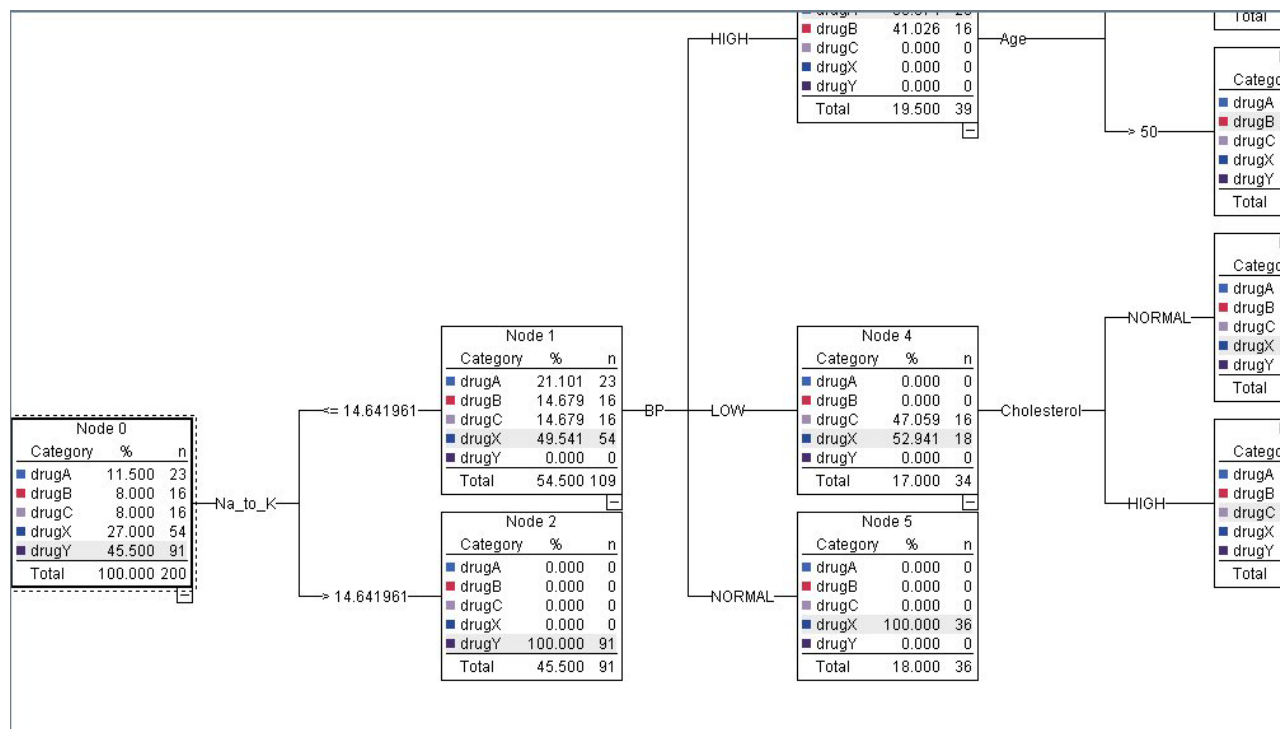 Node 0
Category % n
drugA 11.500 23
drugB 8.000 16
drugC 8.000 16
drugX 27.000 54
drugY 45.500 91
Total 100.000 200
Na_to_K
<= 14.641961
> 14.641961
Node 1
Category % n
drugA 21.101 23
drugB 14.679 16
drugC 14.679 16
drugX 49.541 54
drugY 0.000 0
Total 54.500 109
Node 2
Category % n
drugA 0.000 0
drugB 0.000 0
drugC 0.000 0
drugX 0.000 0
drugY 100.000 91
Total 45.500 91
BP
HIGH
LOW
NORMAL
drugB 41.026 16
drugC 0.000 0
drugX 0.000 0
drugY 0.000 0
Total 19.500 39
Node 4
Category % n
drugA 0.000 0
drugB 0.000 0
drugC 47.059 16
drugX 52.941 18
drugY 0.000 0
Total 17.000 34
Node 5
Category % n
drugA 0.000 0
drugB 0.000 0
drugC 0.000 0
drugX 100.000 36
drugY 0.000 0
Total 18.000 36
Age
> 50
Cholesterol
NORMAL
HIGH
Total
Catego
drugA
drugB
drugC
drugX
drugY
Total
Catego
drugA
drugB
drugC
drugX
drugY
Total
Catego
drugA
drugB
drugC
drugX
drugY
Total